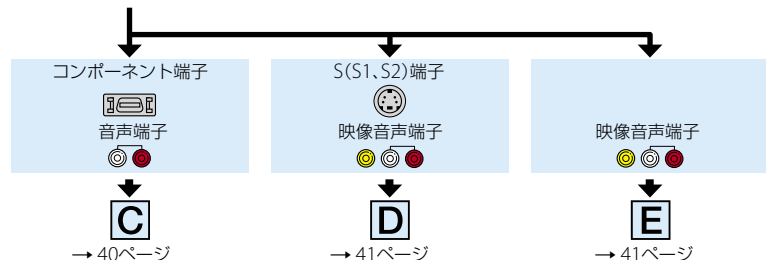 コンポーネント端子
音声端子
C
→ 40ページ
S(S1、S2)端子
映像音声端子
D
→ 41ページ
映像音声端子
E
→ 41ページ